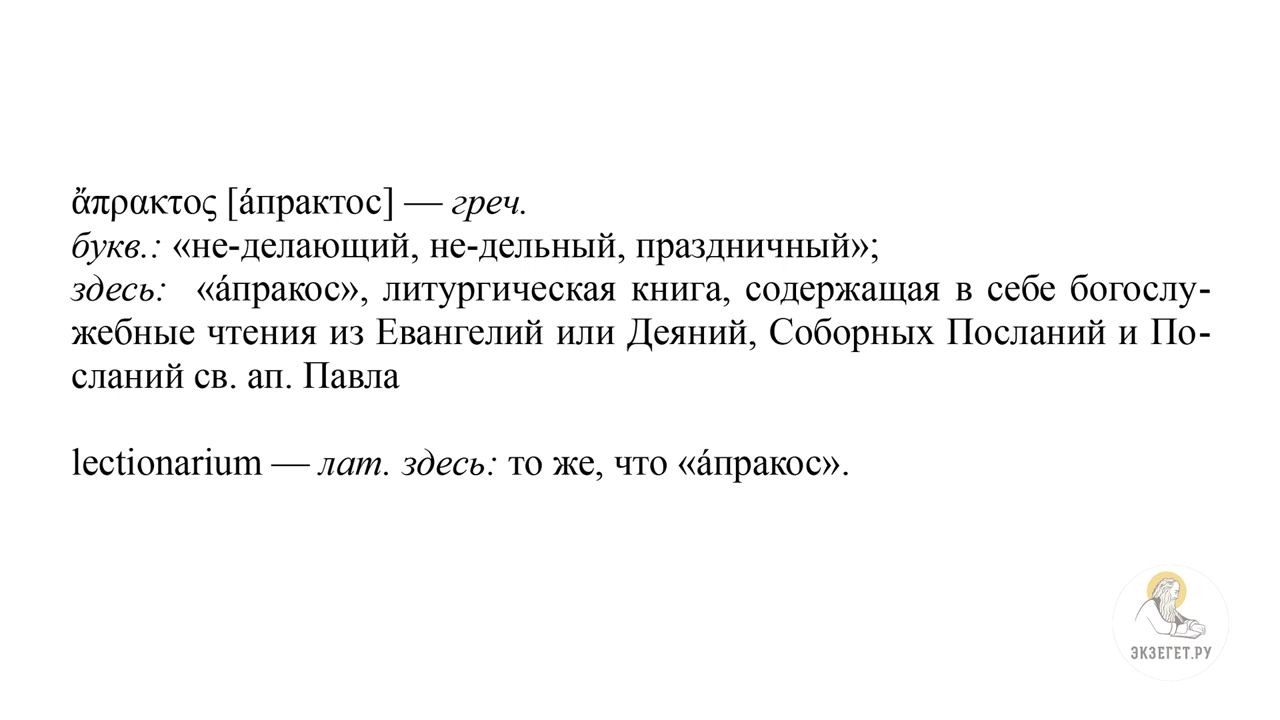 ἄπρακτος [áпрактос] — греч.
букв.: «не-делающий, не-дельный, праздничный»;
здесь: «áпракос», литургическая книга, содержащая в себе богослу-
жебные чтения из Евангелий или Деяний, Соборных Посланий и По-
сланий св. ап. Павла
lectionarium — лат. здесь: то же, что «áпракос».
ЭКЗЕГЕТ.РУ